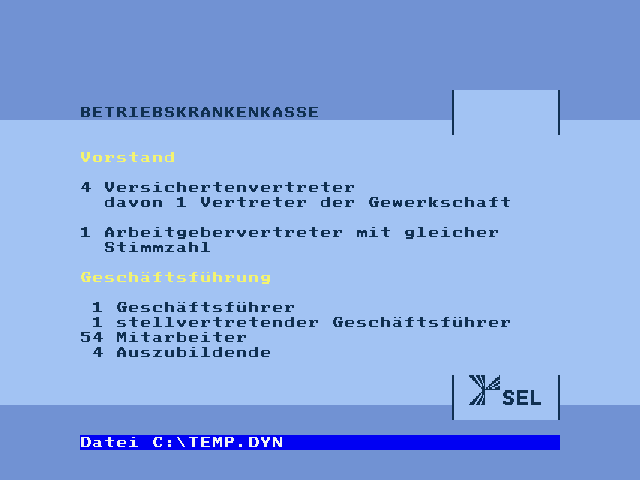 BETRIEBSKRANKENKASSE
Vorstand
4 Versichertenvertreter
davon 1 Vertreter der Gewerkschaft
1 Arbeitgebervertreter mit gleicher
Stimmzahl
Geschäftsführung
1 Geschäftsführer
1 stellvertretender Geschäftsführer
54 Mitarbeiter
4 Auszubildende
SEL
Datei C:\TEMP.DYN